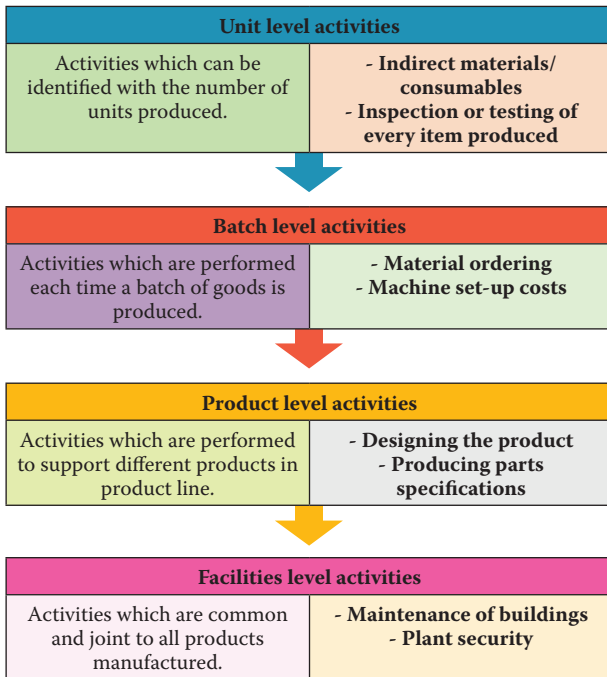 Unit level activities
Activities which can be
identified with the number of
units produced.
- Indirect materials/
consumables
- Inspection or testing of
every item produced
Batch level activities
Activities which are performed
each time a batch of goods is
produced.
- Material ordering
- Machine set-up costs
Product level activities
Activities which are performed
to support different products in
product line.
- Designing the product
- Producing parts
specifications
Facilities level activities
Activities which are common
and joint to all products
manufactured.
- Maintenance of buildings
- Plant security